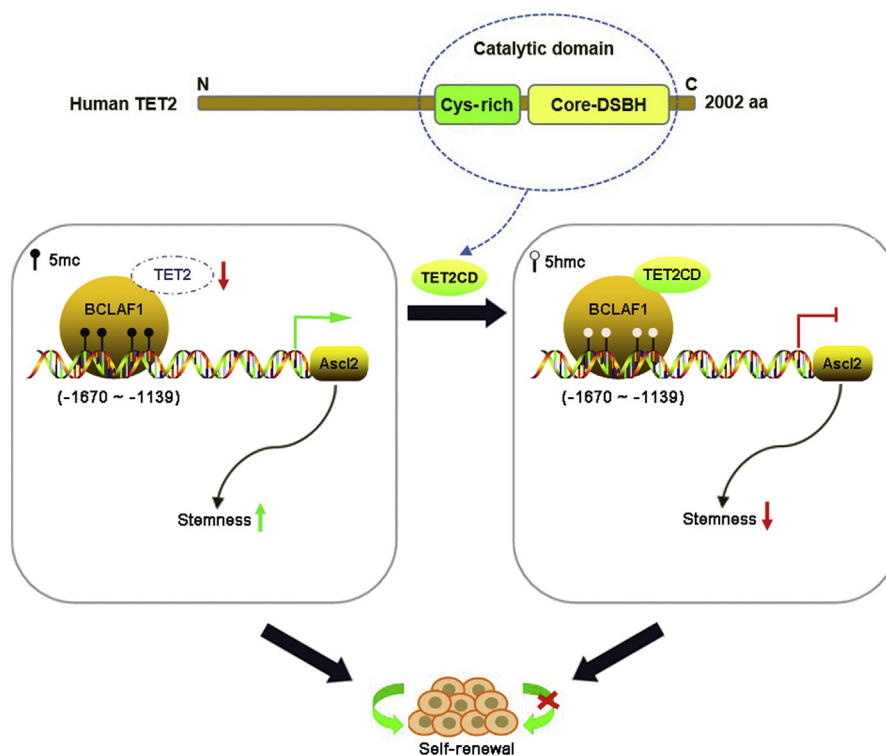 Catalytic domain
N
C
Human TET2
Cys-rich
Core-DSBH
2002 aa
5mc
TET2
BCLAF1
Ascl2
(-1670 ~ -1139)
Stemness
TET2CD
5hmc
TET2CD
BCLAF1
Ascl2
(-1670 ~ -1139)
Stemness
Self-renewal